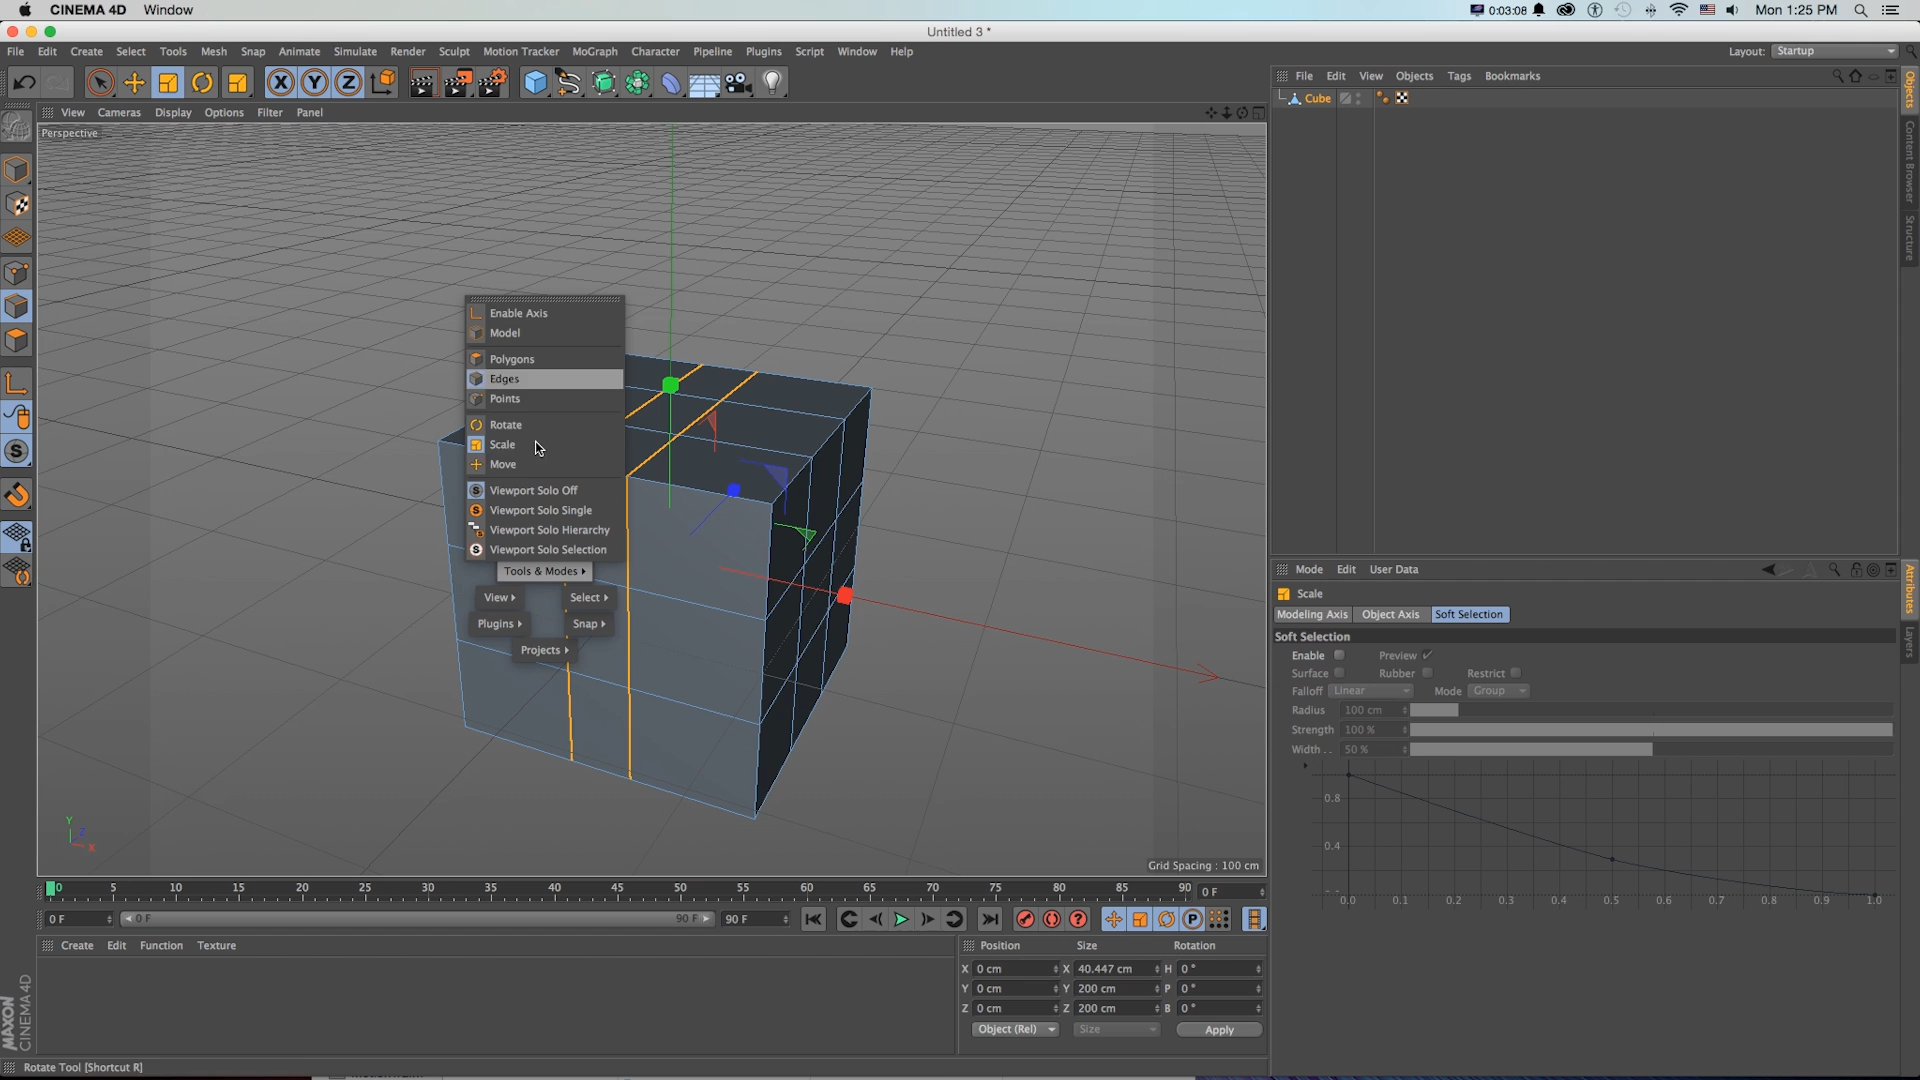 CINEMA 4D Window 0:03:08 Mon 1:25 PM
Untitled 3 *
File Edit Create Select Tools Mesh Snap Animate Simulate Render Sculpt Motion Tracker MoGraph Character Pipeline Plugins Script Window Help Layout: Startup
X Y Z
File Edit View Objects Tags Bookmarks
Cube
View Cameras Display Options Filter Panel
Perspective
Enable Axis
Model
Polygons
Edges
Points
Rotate
Scale
Move
Viewport Solo Off
Viewport Solo Single
Viewport Solo Hierarchy
Viewport Solo Selection
Tools & Modes
View Select
Plugins Snap
Projects
Y
Z
X
Grid Spacing : 100 cm
Objects
Content Browser
Structure
Mode Edit User Data
Scale
Modeling Axis Object Axis Soft Selection
Soft Selection
Enable Preview
Surface Rubber Restrict
Falloff Linear Mode Group
Radius 100 cm
Strength 100 %
Width . . 50 %
0.8
0.4
0.0 0.1 0.2 0.3 0.4 0.5 0.6 0.7 0.8 0.9 1.0
Attributes
Layers
0 5 10 15 20 25 30 35 40 45 50 55 60 65 70 75 80 85 90 0 F
0 F 0 F 90 F 90 F P
Create Edit Function Texture
Position Size Rotation
X 0 cm X 40.447 cm H 0 °
Y 0 cm Y 200 cm P 0 °
Z 0 cm Z 200 cm B 0 °
Object (Rel) Size Apply
MAXON
CINEMA 4D
Rotate Tool [Shortcut R]